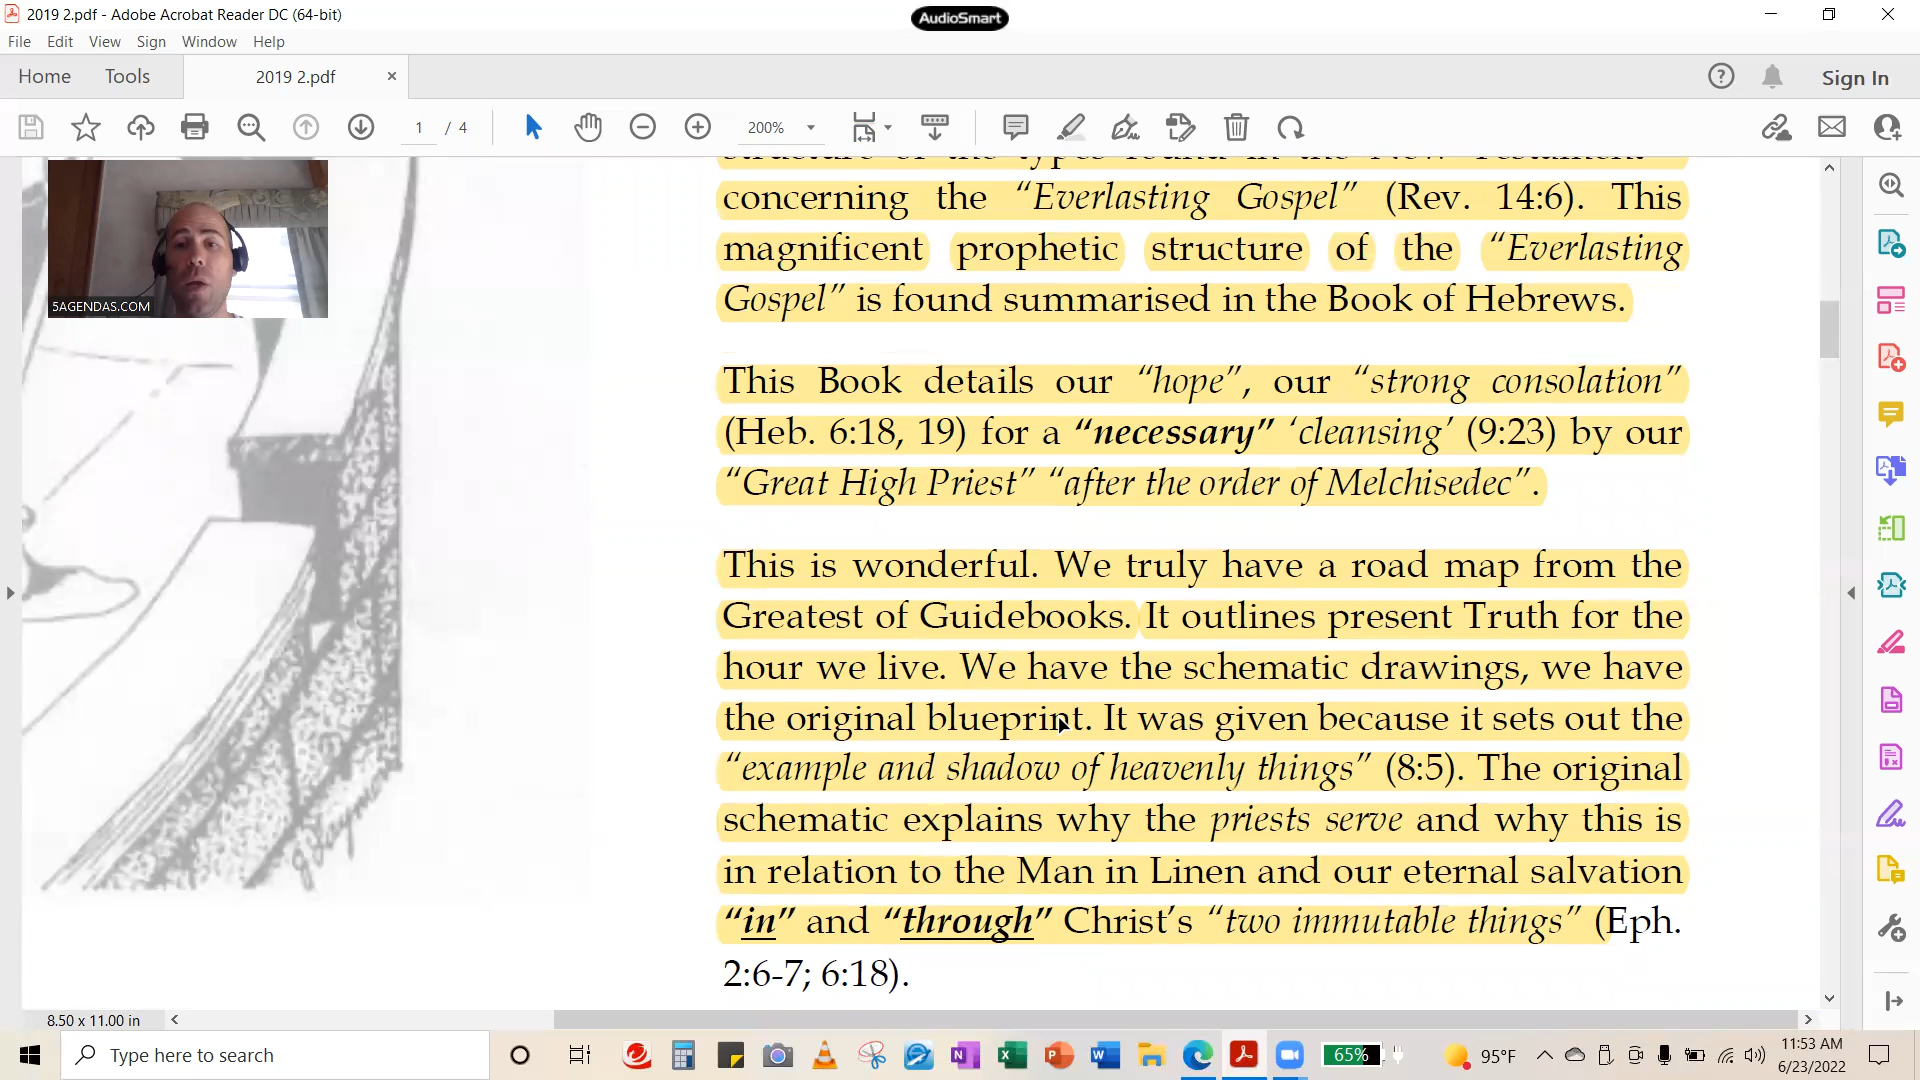 2019 2.pdf - Adobe Acrobat Reader DC (64-bit)
AudioSmart
File Edit View Sign Window Help
Home Tools 2019 2.pdf × Sign In
1 / 4 200%
structure of the types found in the New Testament
concerning the “Everlasting Gospel” (Rev. 14:6). This
magnificent prophetic structure of the “Everlasting
Gospel” is found summarised in the Book of Hebrews.
5AGENDAS.COM
This Book details our “hope”, our “strong consolation”
(Heb. 6:18, 19) for a “necessary” ‘cleansing’ (9:23) by our
“Great High Priest” “after the order of Melchisedec”.
This is wonderful. We truly have a road map from the
Greatest of Guidebooks. It outlines present Truth for the
hour we live. We have the schematic drawings, we have
the original blueprint. It was given because it sets out the
“example and shadow of heavenly things” (8:5). The original
schematic explains why the priests serve and why this is
in relation to the Man in Linen and our eternal salvation
“in” and “through” Christ’s “two immutable things” (Eph.
2:6-7; 6:18).
8.50 x 11.00 in
Type here to search
65%
95°F
11:53 AM
6/23/2022